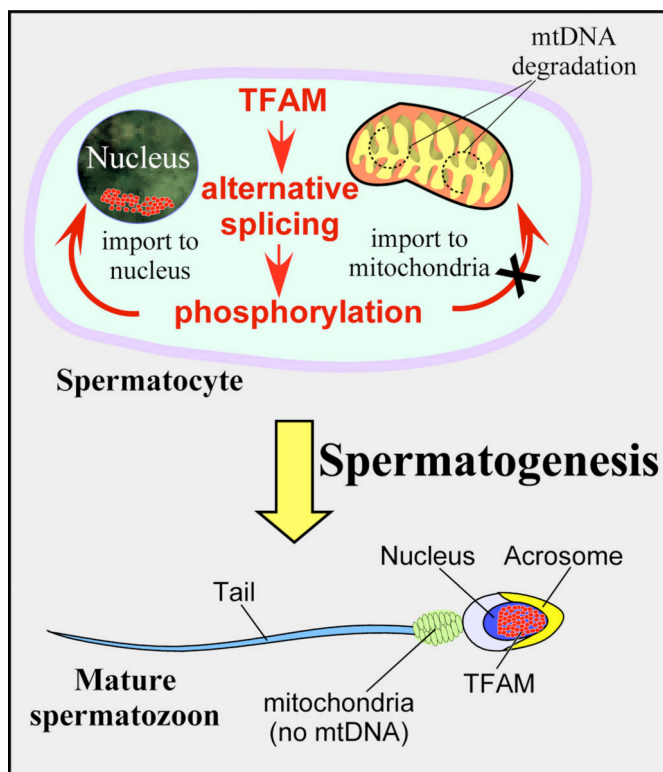 mtDNA
degradation
TFAM
Nucleus
alternative
splicing
import to
nucleus
import to
mitochondria
phosphorylation
Spermatocyte
Spermatogenesis
Nucleus
Acrosome
Tail
TFAM
Mature
spermatozoon
mitochondria
(no mtDNA)